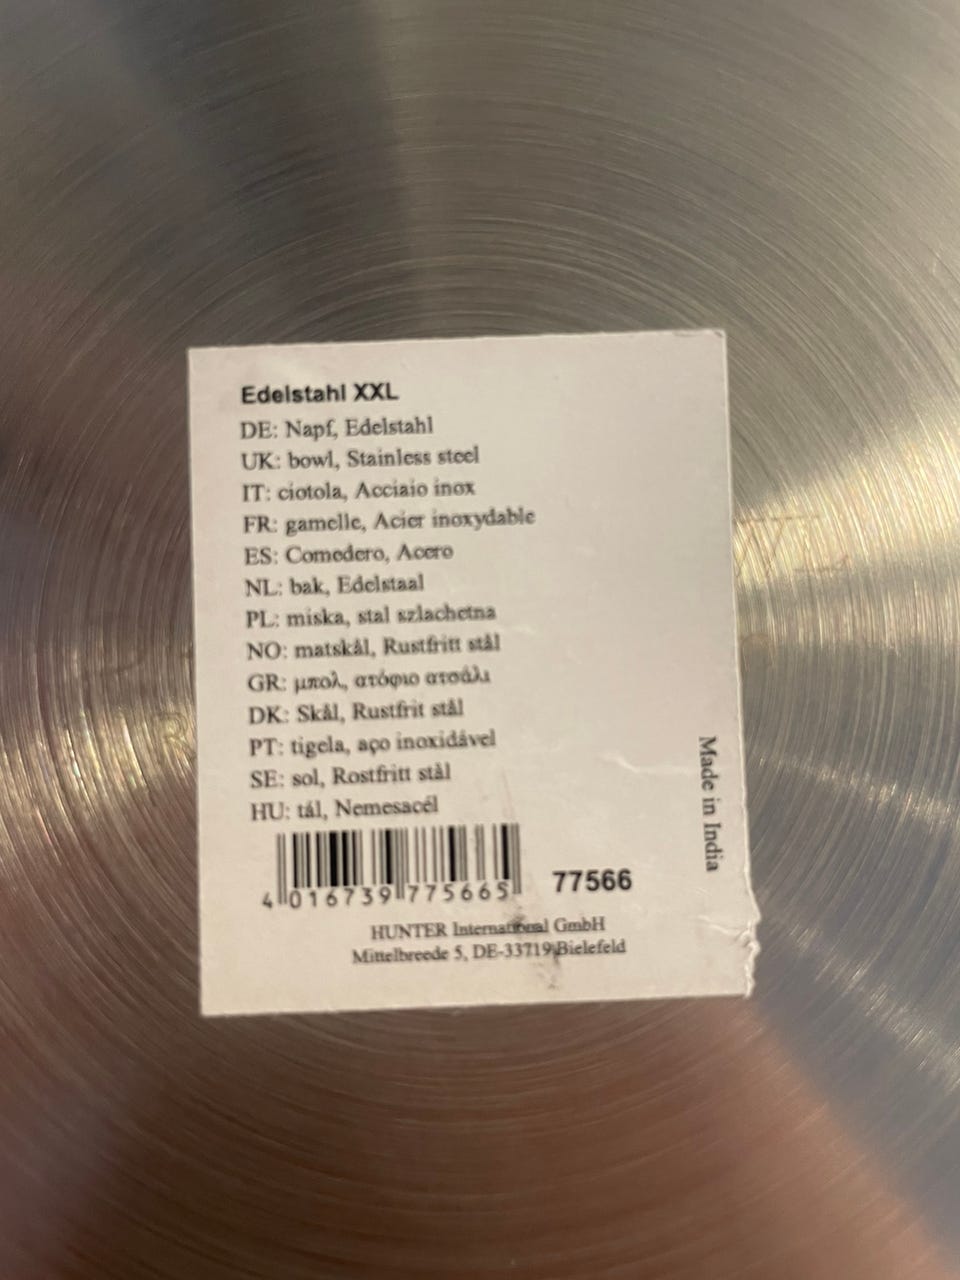 Edelstahl XXL
DE: Napf, Edelstahl
UK: bowl, Stainless steel
IT: ciotola, Acciaio inox
FR: gamelle, Acier inoxydable
ES: Comedero, Acero
NL: bak, Edelstaal
PL: miska, stal szlachetna
NO: matskål, Rustfritt stål
GR: μπολ, ατόφιο ατσάλι
DK: Skål, Rustfrit stål
PT: tigela, aço inoxidável
SE: sol, Rostfritt stål
HU: tál, Nemesacél
Made in India
4 016739 775665
77566
HUNTER International GmbH
Mittelbreede 5, DE-33719 Bielefeld